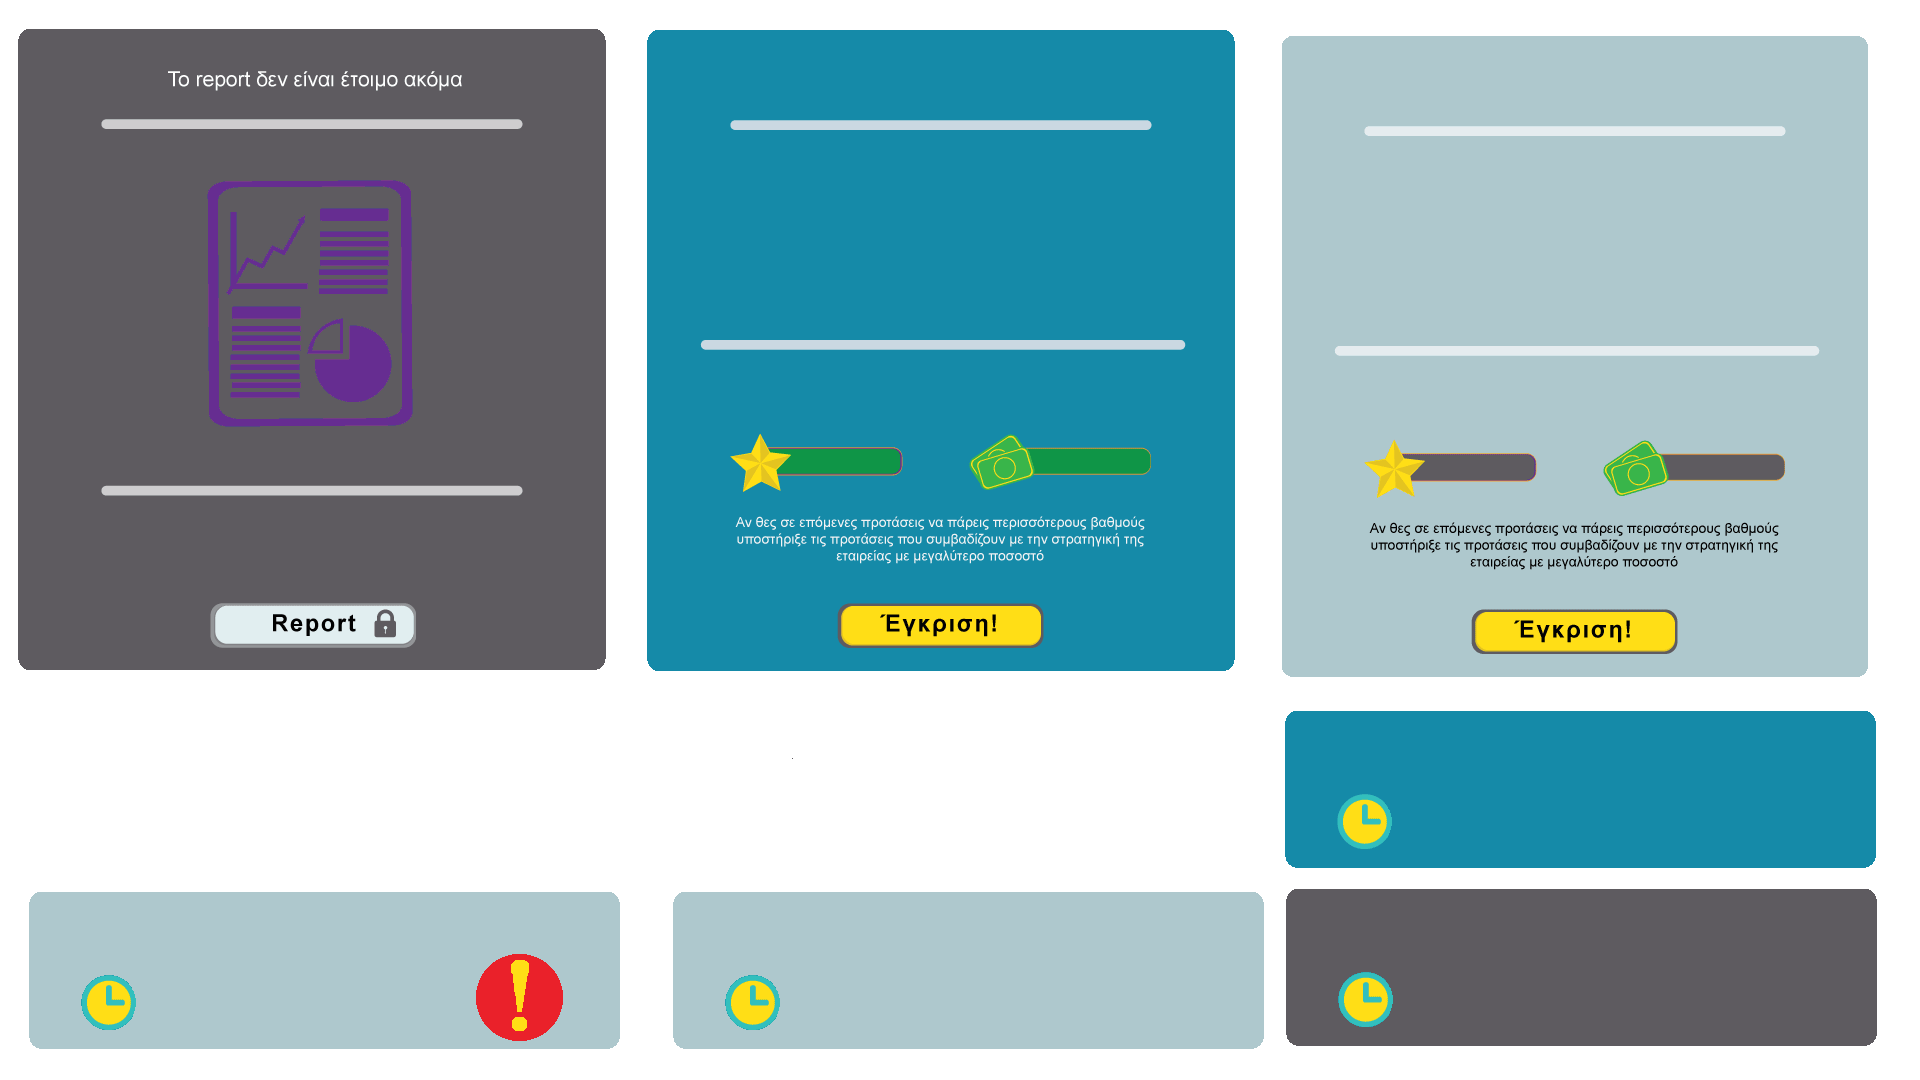 Το report δεν είναι έτοιμο ακόμα
Report
Αν θες σε επόμενες προτάσεις να πάρεις περισσότερους βαθμούς
υποστήριξε τις προτάσεις που συμβαδίζουν με την στρατηγική της
εταιρείας με μεγαλύτερο ποσοστό
Έγκριση!
Αν θες σε επόμενες προτάσεις να πάρεις περισσότερους βαθμούς
υποστήριξε τις προτάσεις που συμβαδίζουν με την στρατηγική της
εταιρείας με μεγαλύτερο ποσοστό
Έγκριση!